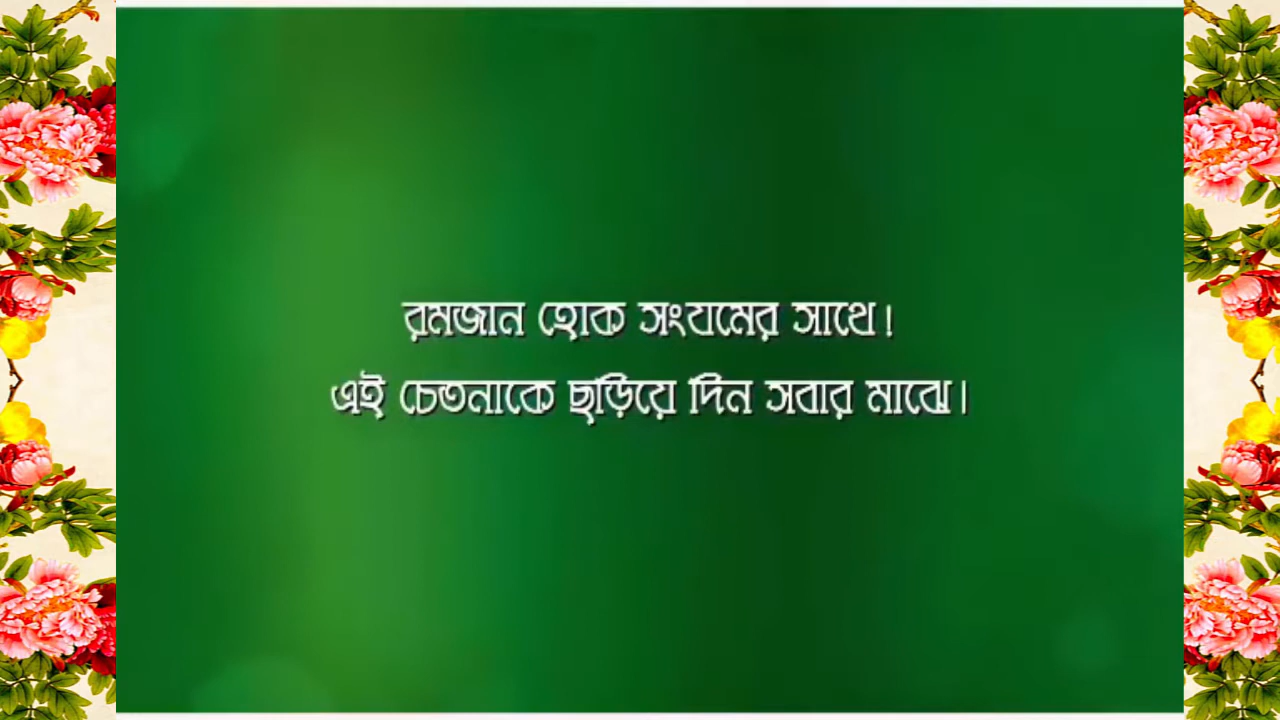 রমজান হোক সংযমের সাথে।
এই চেতনাকে ছড়িয়ে দিন সবার মাঝে।